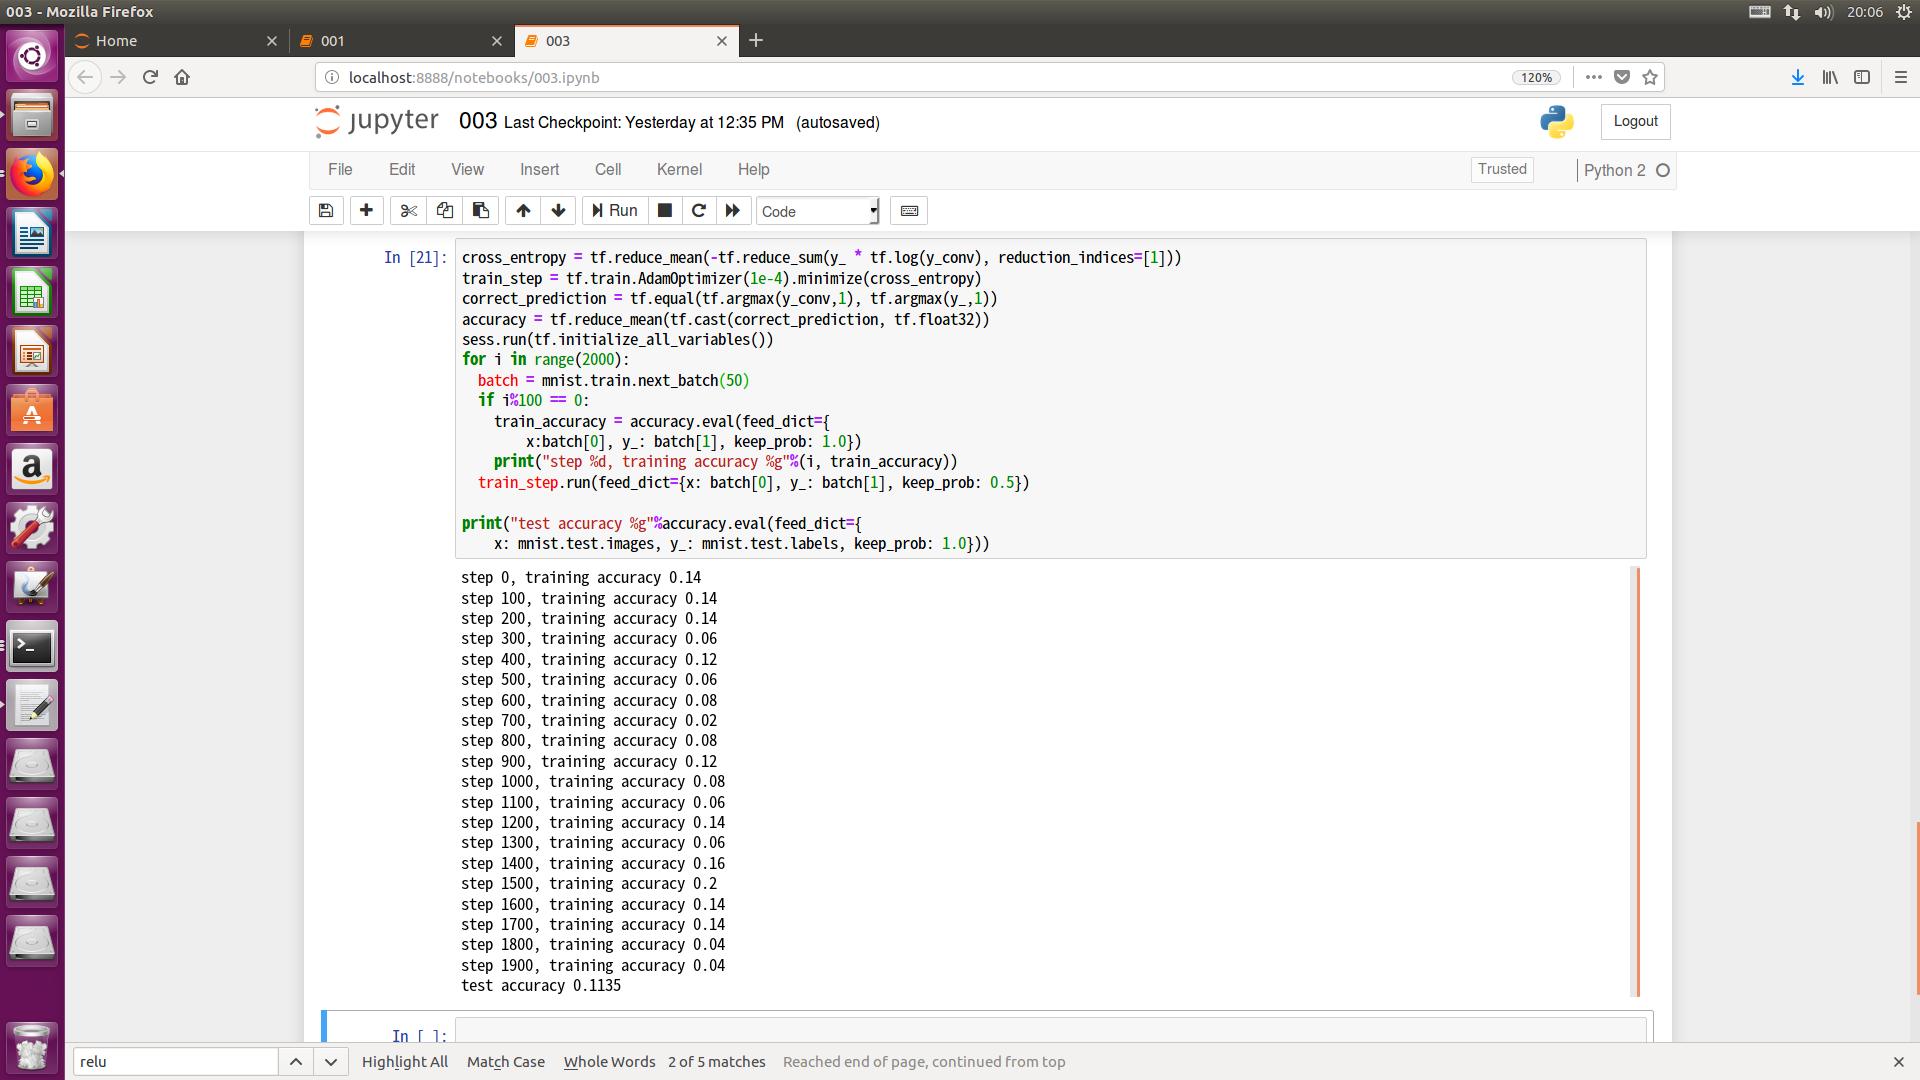 003 - Mozilla Firefox
20:06
Home
001
003
localhost:8888/notebooks/003.ipynb
120%
jupyter 003 Last Checkpoint: Yesterday at 12:35 PM (autosaved)
Logout
File Edit View Insert Cell Kernel Help
Trusted
Python 2
Run
Code
In [21]:
cross_entropy = tf.reduce_mean(-tf.reduce_sum(y_ * tf.log(y_conv), reduction_indices=[1]))
train_step = tf.train.AdamOptimizer(1e-4).minimize(cross_entropy)
correct_prediction = tf.equal(tf.argmax(y_conv,1), tf.argmax(y_,1))
accuracy = tf.reduce_mean(tf.cast(correct_prediction, tf.float32))
sess.run(tf.initialize_all_variables())
for i in range(2000):
  batch = mnist.train.next_batch(50)
  if i%100 == 0:
    train_accuracy = accuracy.eval(feed_dict={
        x:batch[0], y_: batch[1], keep_prob: 1.0})
    print("step %d, training accuracy %g"%(i, train_accuracy))
  train_step.run(feed_dict={x: batch[0], y_: batch[1], keep_prob: 0.5})
print("test accuracy %g"%accuracy.eval(feed_dict={
    x: mnist.test.images, y_: mnist.test.labels, keep_prob: 1.0}))
step 0, training accuracy 0.14
step 100, training accuracy 0.14
step 200, training accuracy 0.14
step 300, training accuracy 0.06
step 400, training accuracy 0.12
step 500, training accuracy 0.06
step 600, training accuracy 0.08
step 700, training accuracy 0.02
step 800, training accuracy 0.08
step 900, training accuracy 0.12
step 1000, training accuracy 0.08
step 1100, training accuracy 0.06
step 1200, training accuracy 0.14
step 1300, training accuracy 0.06
step 1400, training accuracy 0.16
step 1500, training accuracy 0.2
step 1600, training accuracy 0.14
step 1700, training accuracy 0.14
step 1800, training accuracy 0.04
step 1900, training accuracy 0.04
test accuracy 0.1135
In [ ]:
relu
Highlight All Match Case Whole Words 2 of 5 matches Reached end of page, continued from top